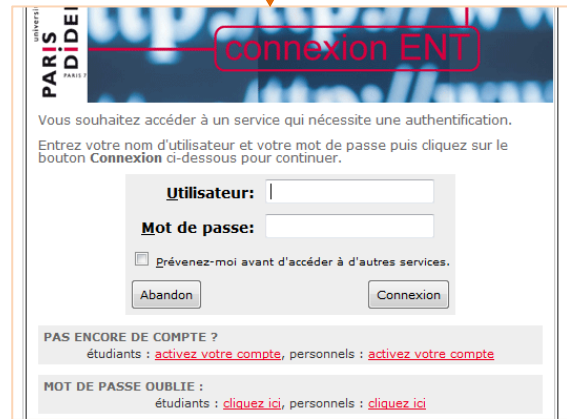 universi
PARIS
DIDER
PARIS 7
connexion ENT
Vous souhaitez accéder à un service qui nécessite une authentification.
Entrez votre nom d'utilisateur et votre mot de passe puis cliquez sur le
bouton Connexion ci-dessous pour continuer.
Utilisateur:
Mot de passe:
Prévenez-moi avant d'accéder à d'autres services.
Abandon Connexion
PAS ENCORE DE COMPTE ?
étudiants : activez votre compte, personnels : activez votre compte
MOT DE PASSE OUBLIE :
étudiants : cliquez ici, personnels : cliquez ici